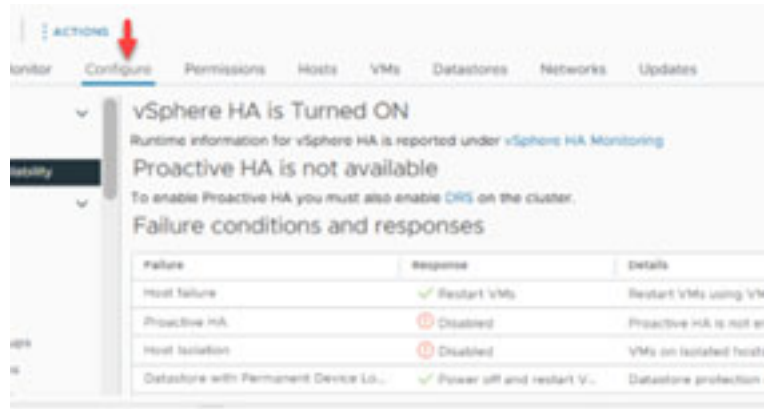 ACTIONS
onitor Configure Permissions Hosts VMs Datastores Networks Updates
vSphere HA is Turned ON
Runtime information for vSphere HA is reported under vSphere HA Monitoring
Proactive HA is not available
lability
To enable Proactive HA you must also enable DRS on the cluster.
Failure conditions and responses
Failure Response Details
Host failure Restart VMs Restart VMs using VM
Proactive HA Disabled Proactive HA is not en
Host Isolation Disabled VMs on isolated hosts
Datastore with Permanent Device Lo... Power off and restart V... Datastore protection